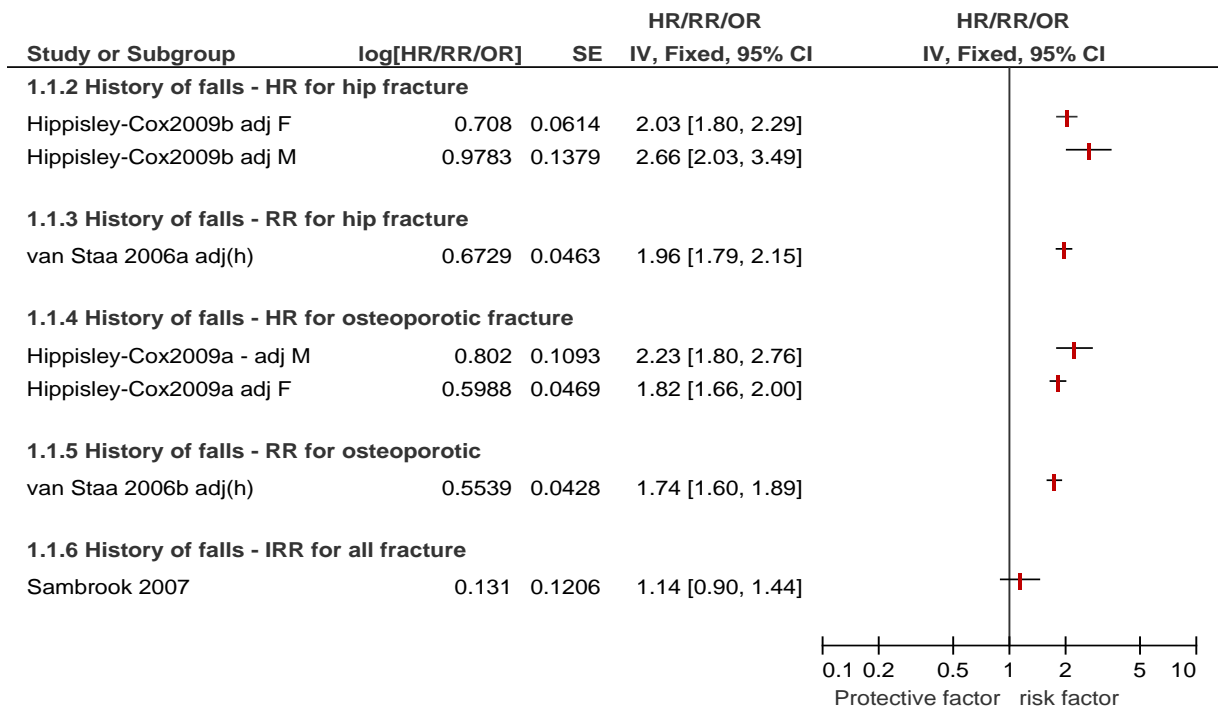 HR/RR/OR HR/RR/OR
Study or Subgroup log[HR/RR/OR] SE IV, Fixed, 95% CI IV, Fixed, 95% CI
1.1.2 History of falls - HR for hip fracture
Hippisley-Cox2009b adj F 0.708 0.0614 2.03 [1.80, 2.29]
Hippisley-Cox2009b adj M 0.9783 0.1379 2.66 [2.03, 3.49]
1.1.3 History of falls - RR for hip fracture
van Staa 2006a adj(h) 0.6729 0.0463 1.96 [1.79, 2.15]
1.1.4 History of falls - HR for osteoporotic fracture
Hippisley-Cox2009a - adj M 0.802 0.1093 2.23 [1.80, 2.76]
Hippisley-Cox2009a adj F 0.5988 0.0469 1.82 [1.66, 2.00]
1.1.5 History of falls - RR for osteoporotic
van Staa 2006b adj(h) 0.5539 0.0428 1.74 [1.60, 1.89]
1.1.6 History of falls - IRR for all fracture
Sambrook 2007 0.131 0.1206 1.14 [0.90, 1.44]
0.1 0.2 0.5 1 2 5 10
Protective factor risk factor